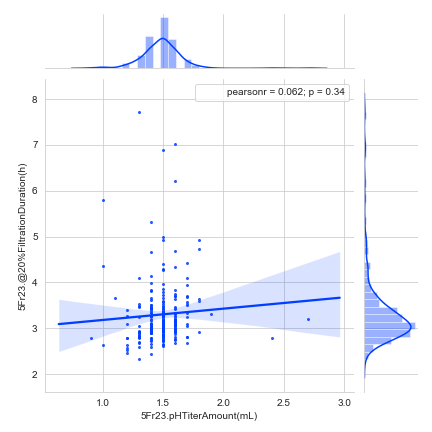 pearsonr = 0.062; p = 0.34
8
7
6
5
4
3
2
5Fr23.@20%FiltrationDuration(h)
1.0 1.5 2.0 2.5 3.0
5Fr23.pHTiterAmount(mL)